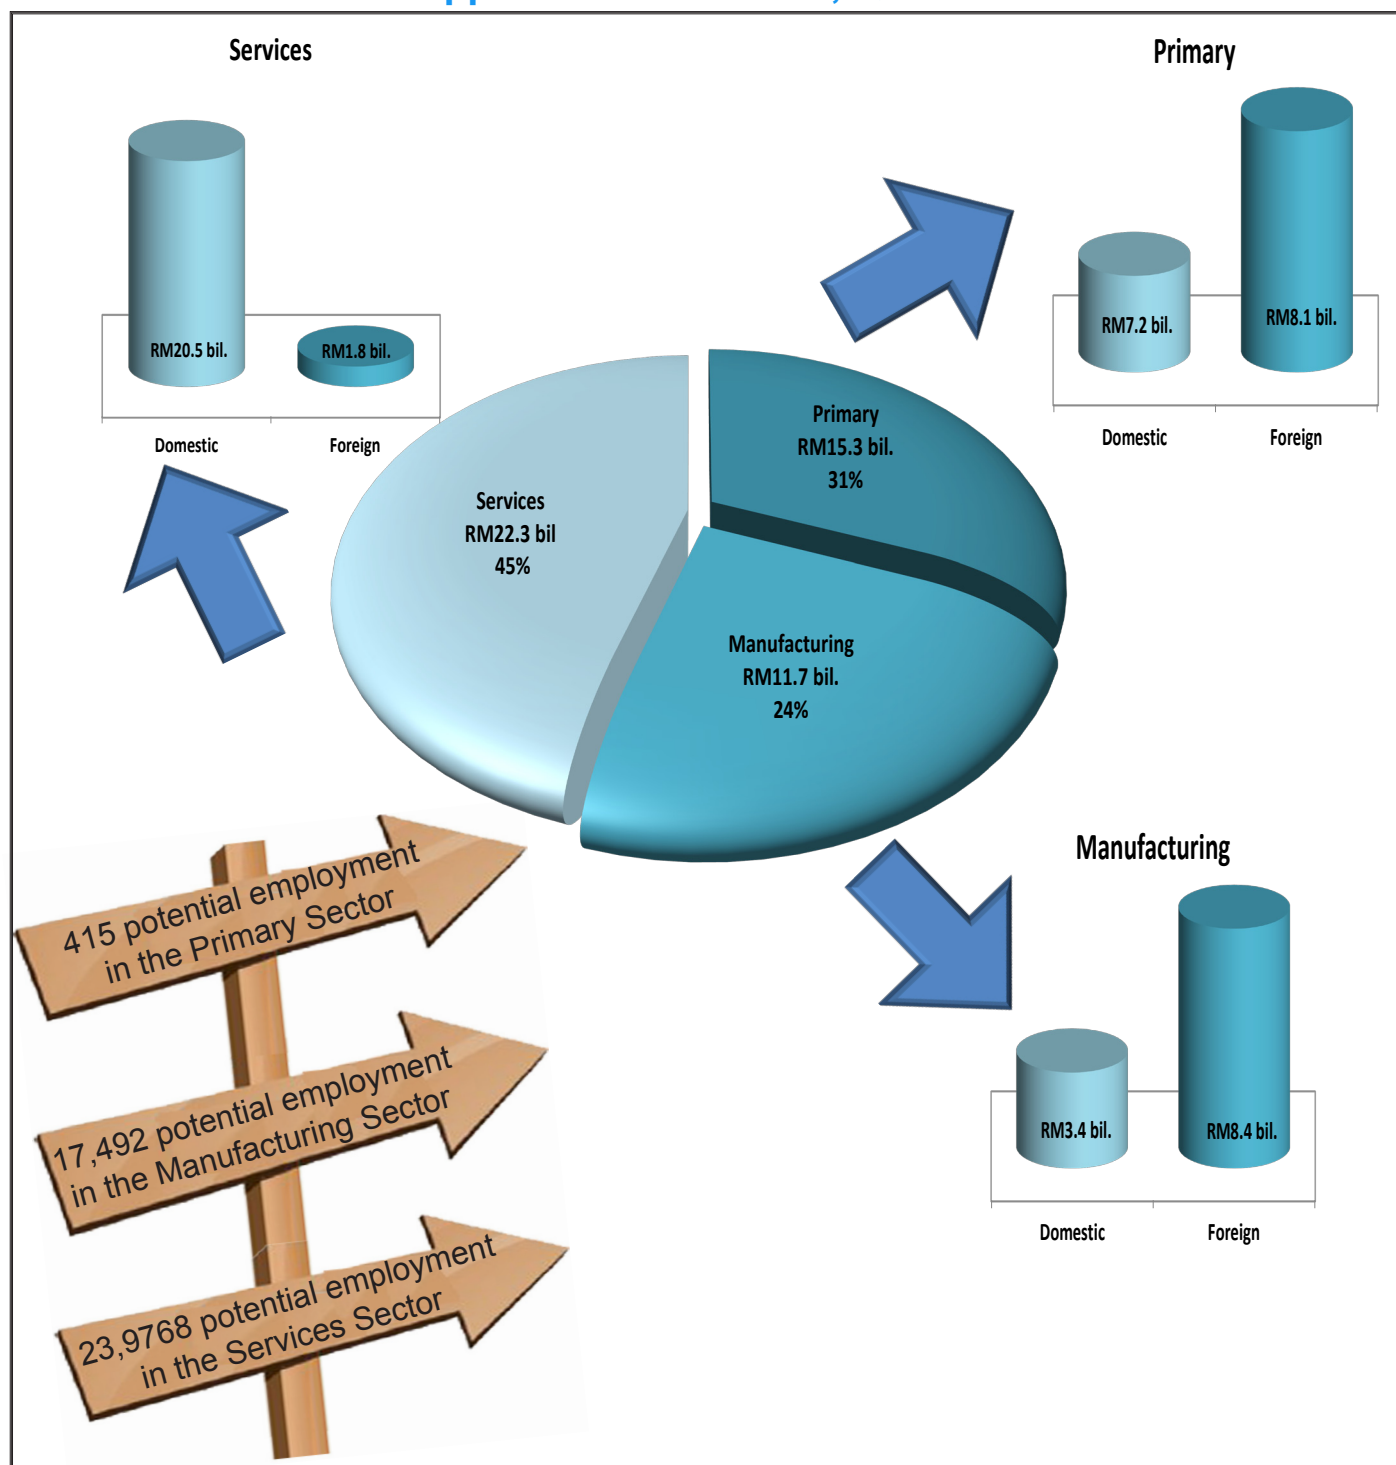 Services
RM20.5 bil.
RM1.8 bil.
Domestic
Foreign
Primary
RM7.2 bil.
RM8.1 bil.
Domestic
Foreign
Primary
RM15.3 bil.
31%
Services
RM22.3 bil
45%
Manufacturing
RM11.7 bil.
24%
Manufacturing
RM3.4 bil.
RM8.4 bil.
Domestic
Foreign
415 potential employment
in the Primary Sector
17,492 potential employment
in the Manufacturing Sector
23,9768 potential employment
in the Services Sector